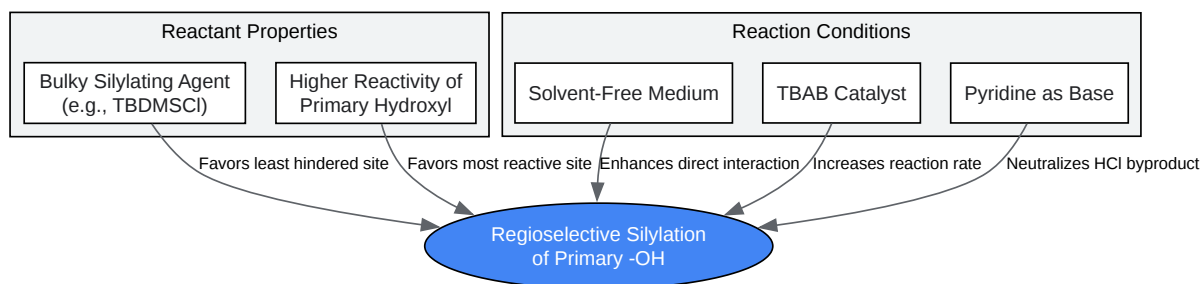 Reactant Properties
Reaction Conditions
Bulky Silylating Agent
(e.g., TBDMSCl)
Higher Reactivity of
Primary Hydroxyl
Solvent-Free Medium
TBAB Catalyst
Pyridine as Base
Favors least hindered site
Favors most reactive site
Enhances direct interaction
Increases reaction rate
Neutralizes HCl byproduct
Regioselective Silylation
of Primary -OH